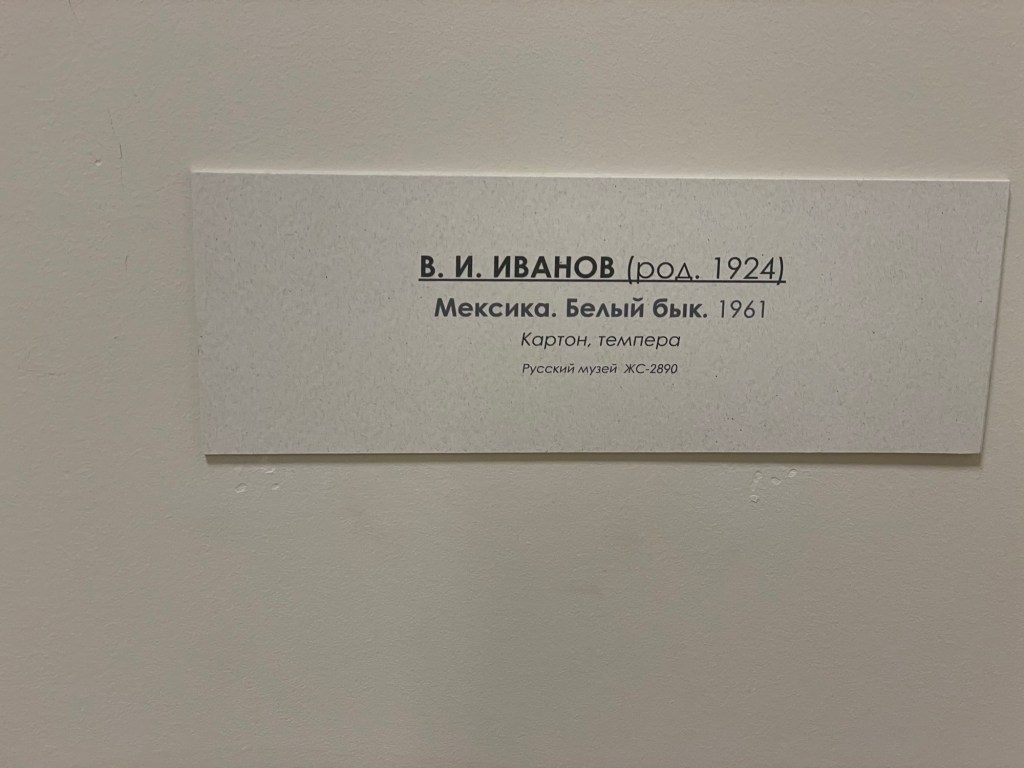 В. И. ИВАНОВ (род. 1924)
Мексика. Белый бык. 1961
Картон, темпера
Русский музей ЖС-2890